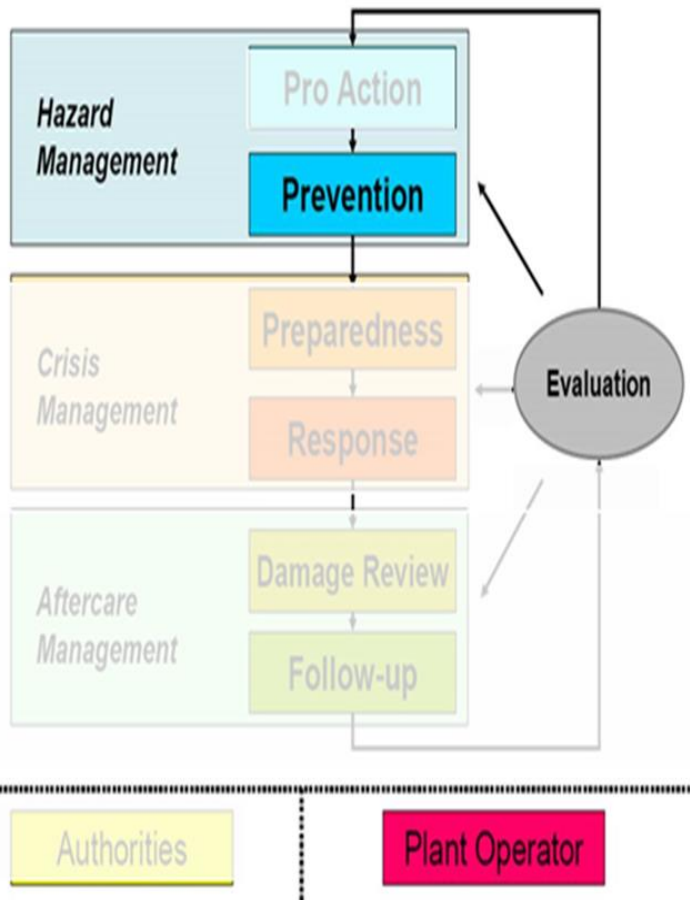 Pro Action
Hazard
Management
Prevention
Preparedness
Crisis
Management
Evaluation
Response
Damage Review
Aftercare
Management
Follow-up
Authorities
Plant Operator